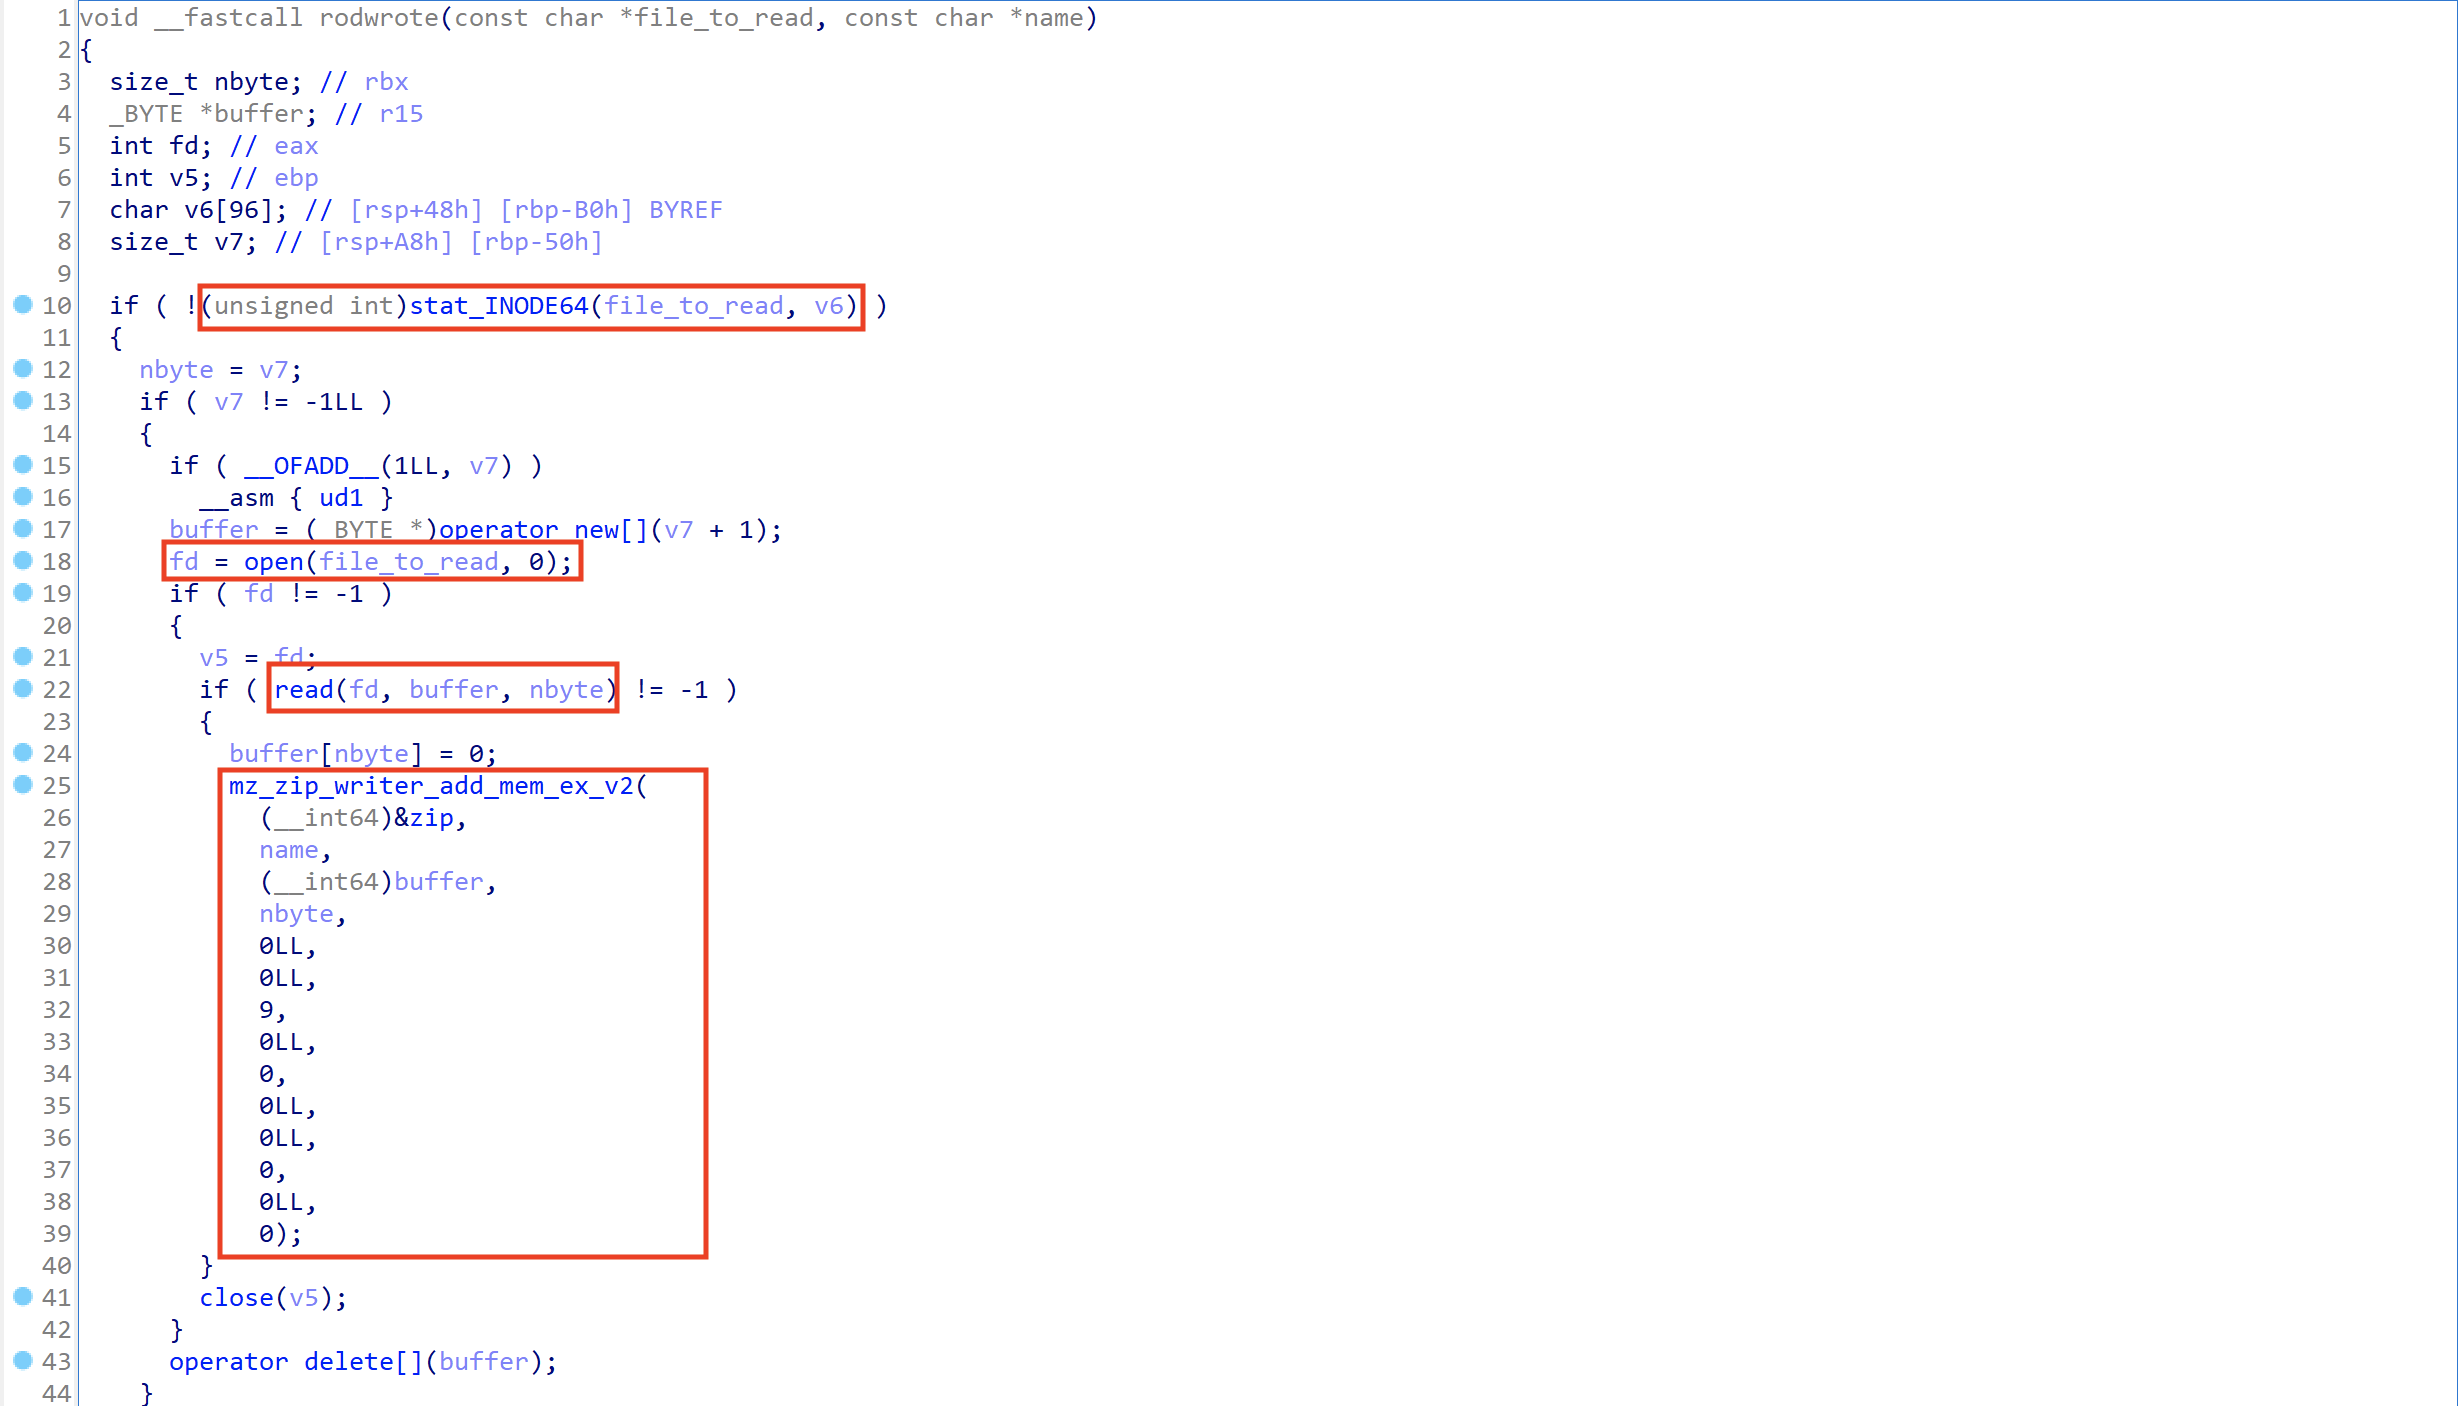 1 void __fastcall rodwrote(const char *file_to_read, const char *name)
2 {
3   size_t nbyte; // rbx
4   _BYTE *buffer; // r15
5   int fd; // eax
6   int v5; // ebp
7   char v6[96]; // [rsp+48h] [rbp-B0h] BYREF
8   size_t v7; // [rsp+A8h] [rbp-50h]
9
10   if ( !(unsigned int)stat_INODE64(file_to_read, v6) )
11   {
12     nbyte = v7;
13     if ( v7 != -1LL )
14     {
15       if ( __OFADD__(1LL, v7) )
16         __asm { ud1 }
17       buffer = (_BYTE *)operator new[](v7 + 1);
18       fd = open(file_to_read, 0);
19       if ( fd != -1 )
20       {
21         v5 = fd;
22         if ( read(fd, buffer, nbyte) != -1 )
23         {
24           buffer[nbyte] = 0;
25           mz_zip_writer_add_mem_ex_v2(
26             (__int64)&zip,
27             name,
28             (__int64)buffer,
29             nbyte,
30             0LL,
31             0LL,
32             9,
33             0LL,
34             0,
35             0LL,
36             0LL,
37             0,
38             0LL,
39             0);
40         }
41         close(v5);
42       }
43       operator delete[](buffer);
44     }